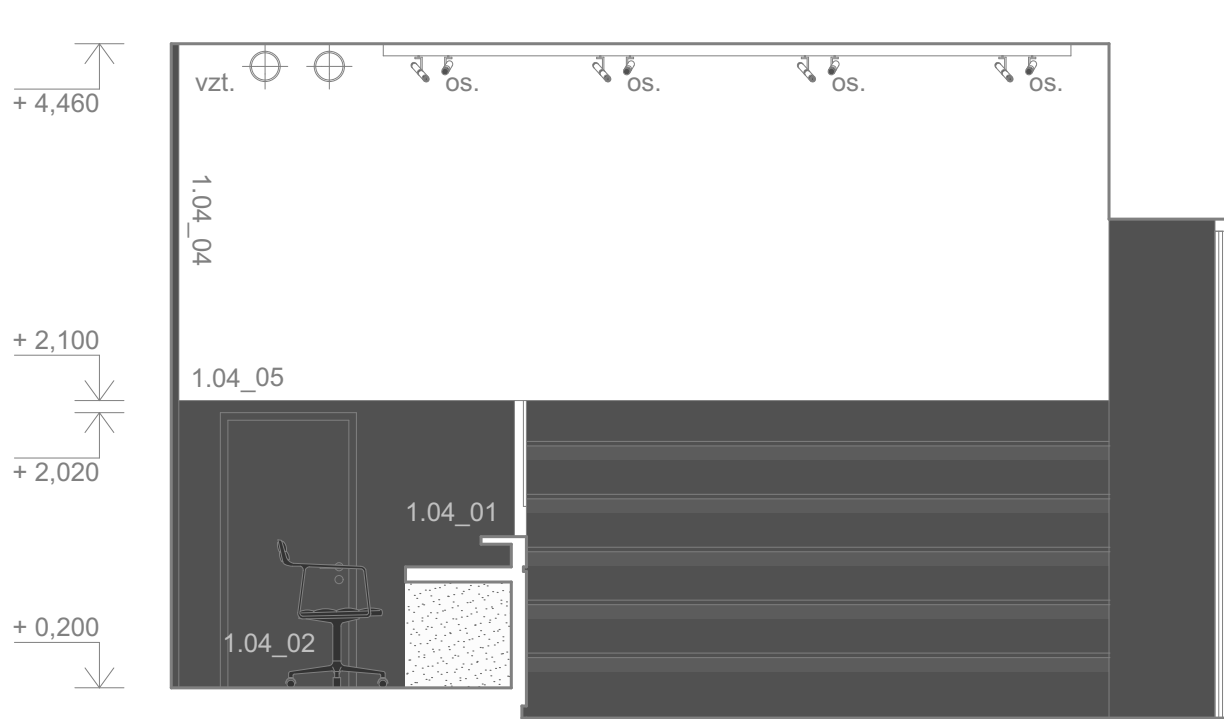 vzt.
os.
os.
os.
os.
+ 4,460
1.04_04
+ 2,100
1.04_05
+ 2,020
1.04_01
+ 0,200
1.04_02